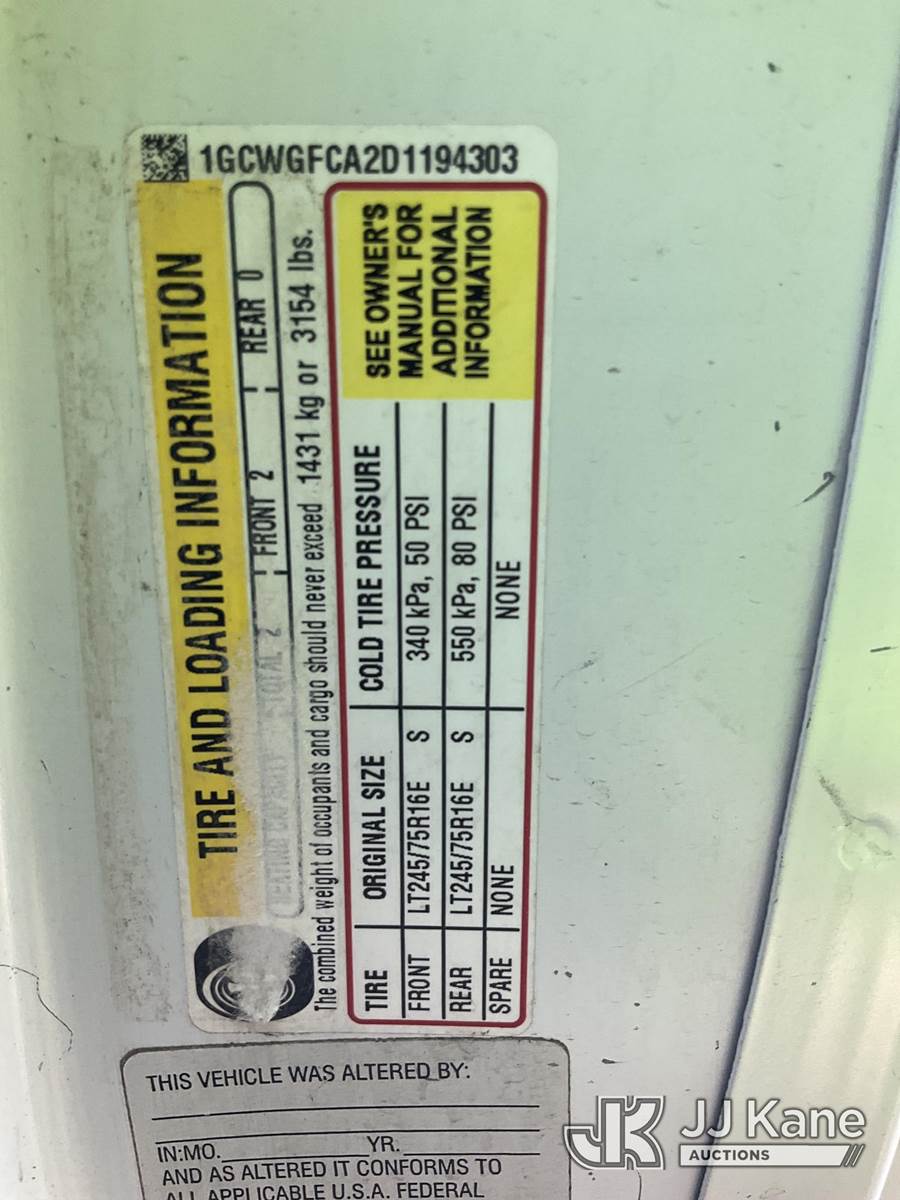 1GCWGFCA2D1194303
TIRE AND LOADING INFORMATION
SEATING CAPACITY TOTAL 2 FRONT 2 REAR 0
The combined weight of occupants and cargo should never exceed 1431 kg or 3154 lbs.
TIRE ORIGINAL SIZE COLD TIRE PRESSURE
FRONT LT245/75R16E S 340 kPa, 50 PSI
REAR LT245/75R16E S 550 kPa, 80 PSI
SPARE NONE NONE
SEE OWNER'S
MANUAL FOR
ADDITIONAL
INFORMATION
THIS VEHICLE WAS ALTERED BY:
IN:MO. YR.
AND AS ALTERED IT CONFORMS TO
ALL APPLICABLE U.S.A. FEDERAL
JK JJ Kane
AUCTIONS